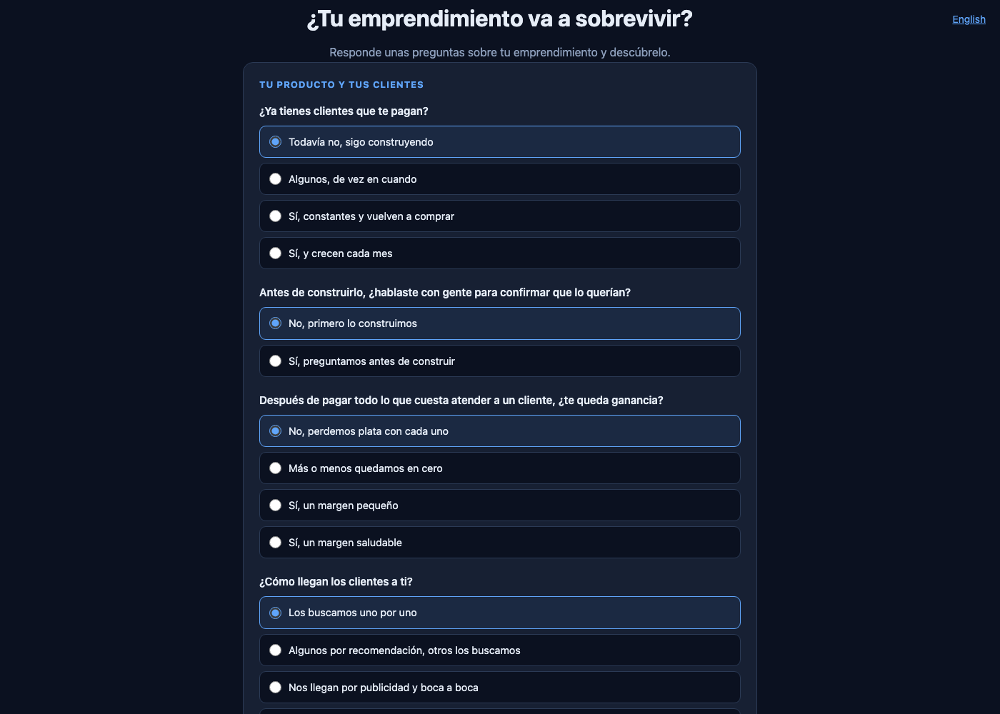 ¿Tu emprendimiento va a sobrevivir?
English
Responde unas preguntas sobre tu emprendimiento y descúbrelo.
TU PRODUCTO Y TUS CLIENTES
¿Ya tienes clientes que te pagan?
Todavía no, sigo construyendo
Algunos, de vez en cuando
Sí, constantes y vuelven a comprar
Sí, y crecen cada mes
Antes de construirlo, ¿hablaste con gente para confirmar que lo querían?
No, primero lo construimos
Sí, preguntamos antes de construir
Después de pagar todo lo que cuesta atender a un cliente, ¿te queda ganancia?
No, perdemos plata con cada uno
Más o menos quedamos en cero
Sí, un margen pequeño
Sí, un margen saludable
¿Cómo llegan los clientes a ti?
Los buscamos uno por uno
Algunos por recomendación, otros los buscamos
Nos llegan por publicidad y boca a boca